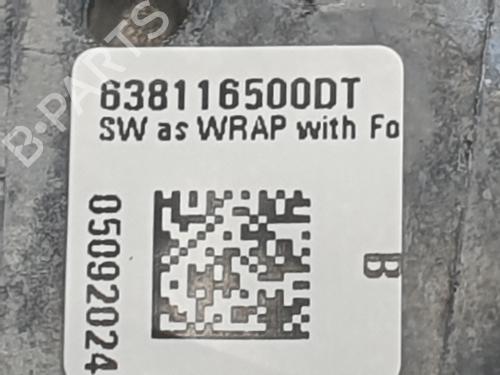 638116500DT
SW as WRAP with Fo
05092024
B
B-PARTS